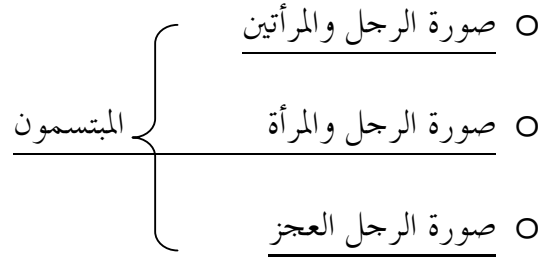 o صورة الرجل والمرأتين
o صورة الرجل والمرأة
المبتسمون
o صورة الرجل العجز